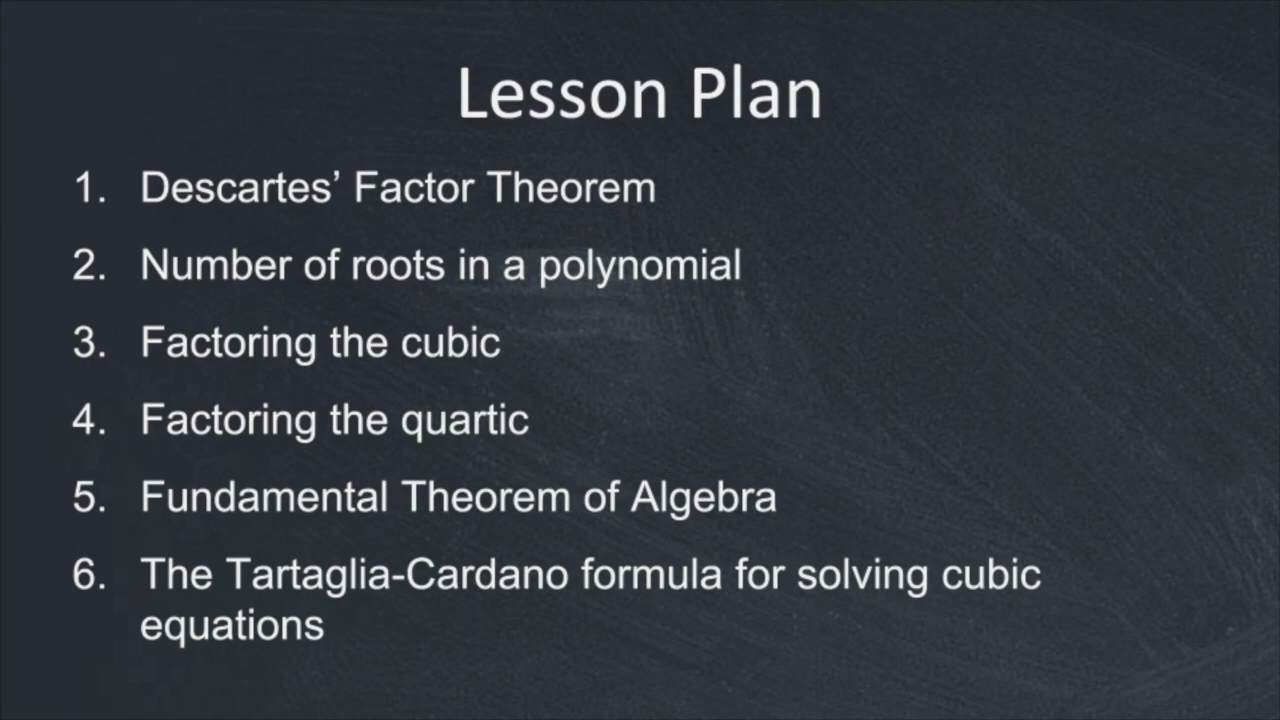 Lesson Plan
1. Descartes’ Factor Theorem
2. Number of roots in a polynomial
3. Factoring the cubic
4. Factoring the quartic
5. Fundamental Theorem of Algebra
6. The Tartaglia-Cardano formula for solving cubic
equations